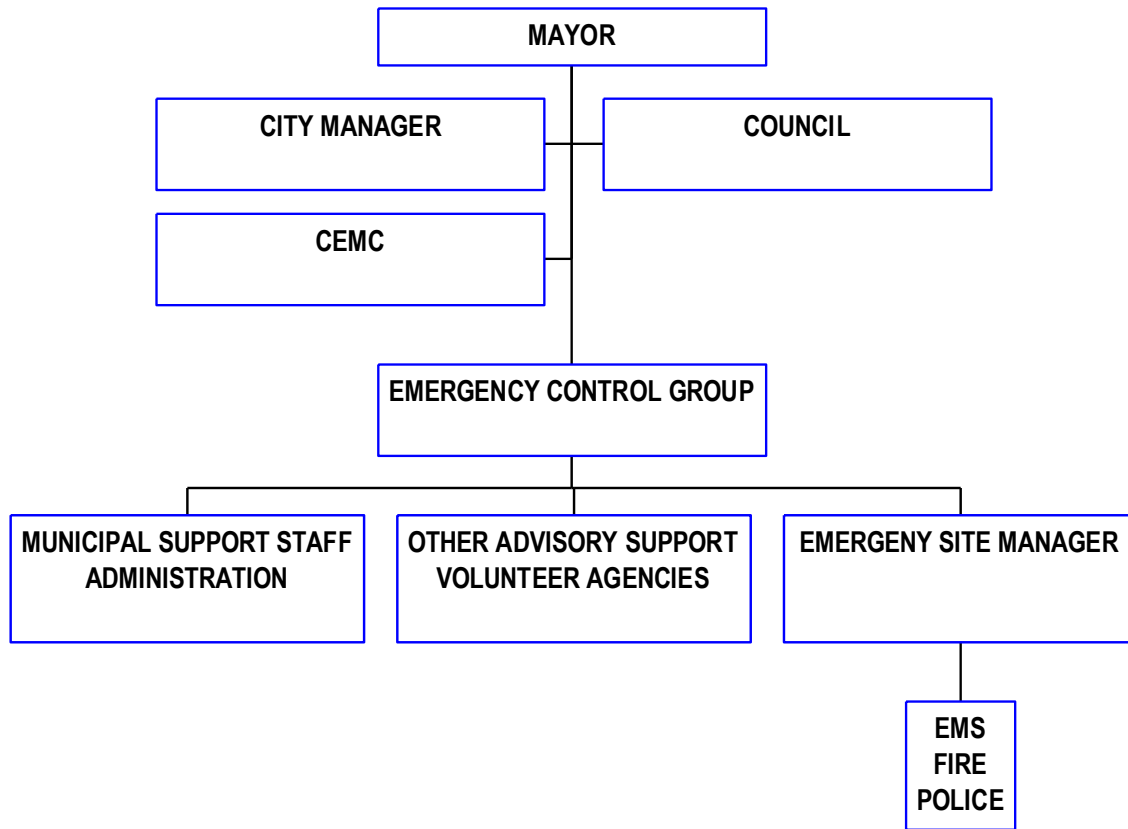 MAYOR
CITY MANAGER
COUNCIL
CEMC
EMERGENCY CONTROL GROUP
MUNICIPAL SUPPORT STAFF
ADMINISTRATION
OTHER ADVISORY SUPPORT
VOLUNTEER AGENCIES
EMERGENY SITE MANAGER
EMS
FIRE
POLICE